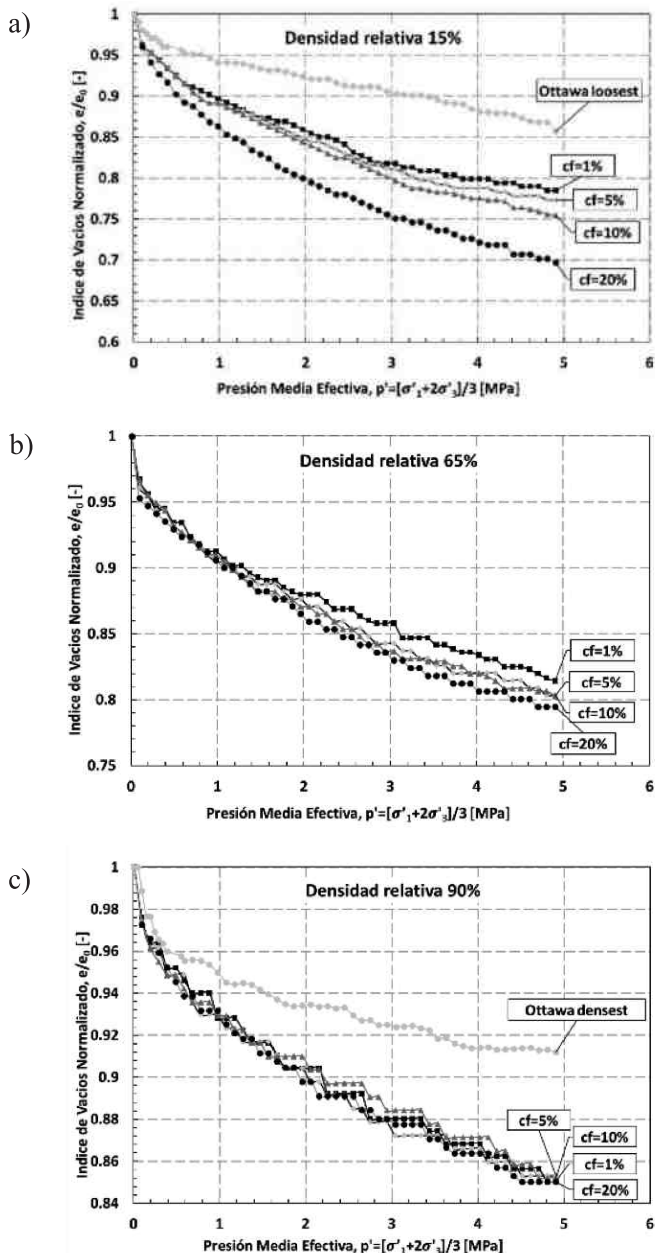 a)
Densidad relativa 15%
Indice de Vacios Normalizado, e/e₀ [-]
1
0.95
0.9
0.85
0.8
0.75
0.7
0.65
0.6
Ottawa loosest
cf=1%
cf=5%
cf=10%
cf=20%
0 1 2 3 4 5 6
Presión Media Efectiva, p'=[σ'₁+2σ'₃]/3 [MPa]
b)
Densidad relativa 65%
Indice de Vacios Normalizado, e/e₀ [-]
1
0.95
0.9
0.85
0.8
0.75
cf=1%
cf=5%
cf=10%
cf=20%
0 1 2 3 4 5 6
Presión Media Efectiva, p'=[σ'₁+2σ'₃]/3 [MPa]
c)
Densidad relativa 90%
Indice de Vacios Normalizado, e/e₀ [-]
1
0.98
0.96
0.94
0.92
0.9
0.88
0.86
0.84
Ottawa densest
cf=5%
cf=10%
cf=1%
cf=20%
0 1 2 3 4 5 6
Presión Media Efectiva, p'=[σ'₁+2σ'₃]/3 [MPa]